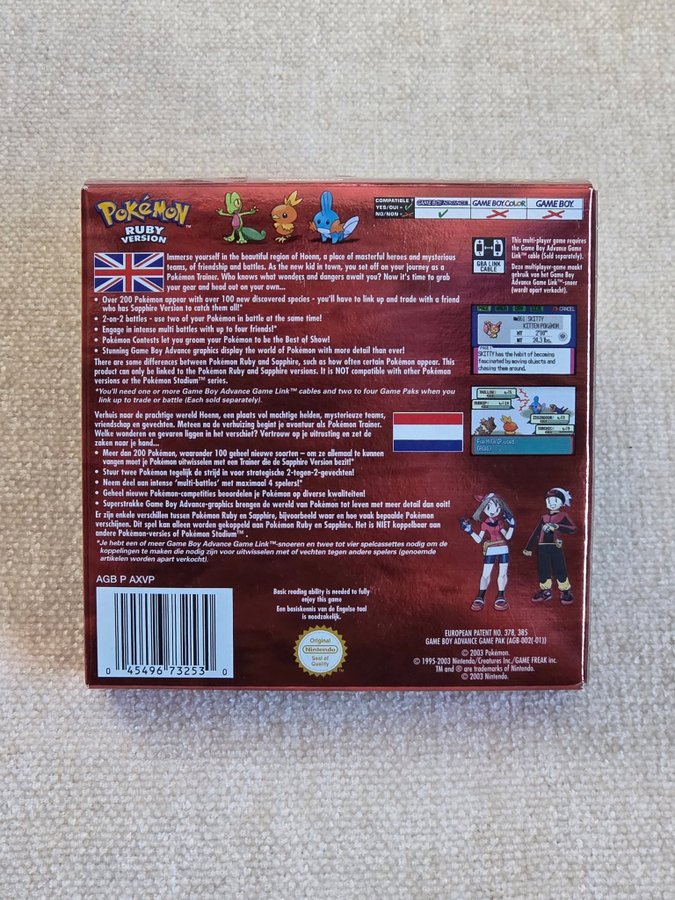 POKéMON™
RUBY
VERSION
COMPATIBLE ?
YES/OUI = ✓
NO/NON = ✗
GAME BOY ADVANCE
GAME BOY COLOR
GAME BOY
Immerse yourself in the beautiful region of Hoenn, a place of masterful heroes and mysterious
teams, of friendship and battles. As the new kid in town, you set off on your journey as a
Pokémon Trainer. Who knows what wonders and dangers await you? Now it's time to grab
your gear and head out on your own...
• Over 200 Pokémon appear with over 100 new discovered species - you'll have to link up and trade with a friend
who has Sapphire Version to catch them all!*
• 2-on-2 battles - use two of your Pokémon in battle at the same time!
• Engage in intense multi battles with up to four friends!*
• Pokémon Contests let you groom your Pokémon to be the Best of Show!
• Stunning Game Boy Advance graphics display the world of Pokémon with more detail than ever!
There are some differences between Pokémon Ruby and Sapphire, such as how often certain Pokémon appear. This
product can only be linked to the Pokémon Ruby and Sapphire versions. It is NOT compatible with other Pokémon
versions or the Pokémon Stadium™ series.
*You'll need one or more Game Boy Advance Game Link™ cables and two to four Game Paks when you
link up to trade or battle (Each sold separately).
GBA LINK
CABLE
This multi-player game requires
the Game Boy Advance Game
Link™ cable (Sold separately).
Deze multiplayer-game maakt
gebruik van het Game Boy
Advance Game Link™-snoer
(wordt apart verkocht).
CANCEL
SKITTY
KITTEN POKéMON
HT 2'00"
WT 24.3 lbs.
SKITTY has the habit of becoming
fascinated by moving objects and
chasing them around.
Verhuis naar de prachtige wereld Hoenn, een plaats vol machtige helden, mysterieuze teams,
vriendschap en gevechten. Meteen na de verhuizing begint je avontuur als Pokémon Trainer.
Welke wonderen en gevaren liggen in het verschiet? Vertrouw op je uitrusting en zet de
zaken naar je hand...
• Meer dan 200 Pokémon, waaronder 100 geheel nieuwe soorten – om ze allemaal te kunnen
vangen moet je Pokémon uitwisselen met een Trainer die de Sapphire Version bezit!*
• Stuur twee Pokémon tegelijk de strijd in voor strategische 2-tegen-2-gevechten!
• Neem deel aan intense 'multi-battles' met maximaal 4 spelers!*
• Geheel nieuwe Pokémon-competities beoordelen je Pokémon op diverse kwaliteiten!
• Superstrakke Game Boy Advance-graphics brengen de wereld van Pokémon tot leven met meer detail dan ooit!
Er zijn enkele verschillen tussen Pokémon Ruby en Sapphire, bijvoorbeeld waar en hoe vaak bepaalde Pokémon
verschijnen. Dit spel kan alleen worden gekoppeld aan Pokémon Ruby en Sapphire. Het is NIET koppelbaar aan
andere Pokémon-versies of Pokémon Stadium™.
*Je hebt een of meer Game Boy Advance Game Link™-snoeren en twee tot vier spelcassettes nodig om de
koppelingen te maken die nodig zijn voor uitwisselen met of vechten tegen andere spelers (genoemde
artikelen worden apart verkocht).
AGB P AXVP
0 45496 73253 0
Basic reading ability is needed to fully
enjoy this game
Een basiskennis van de Engelse taal
is noodzakelijk.
Original
Nintendo
Seal of
Quality
EUROPEAN PATENT NO. 378, 385
GAME BOY ADVANCE GAME PAK (AGB-002(-01))
© 2003 Pokémon.
© 1995-2003 Nintendo/Creatures Inc./GAME FREAK inc.
TM and ® are trademarks of Nintendo.
© 2003 Nintendo.